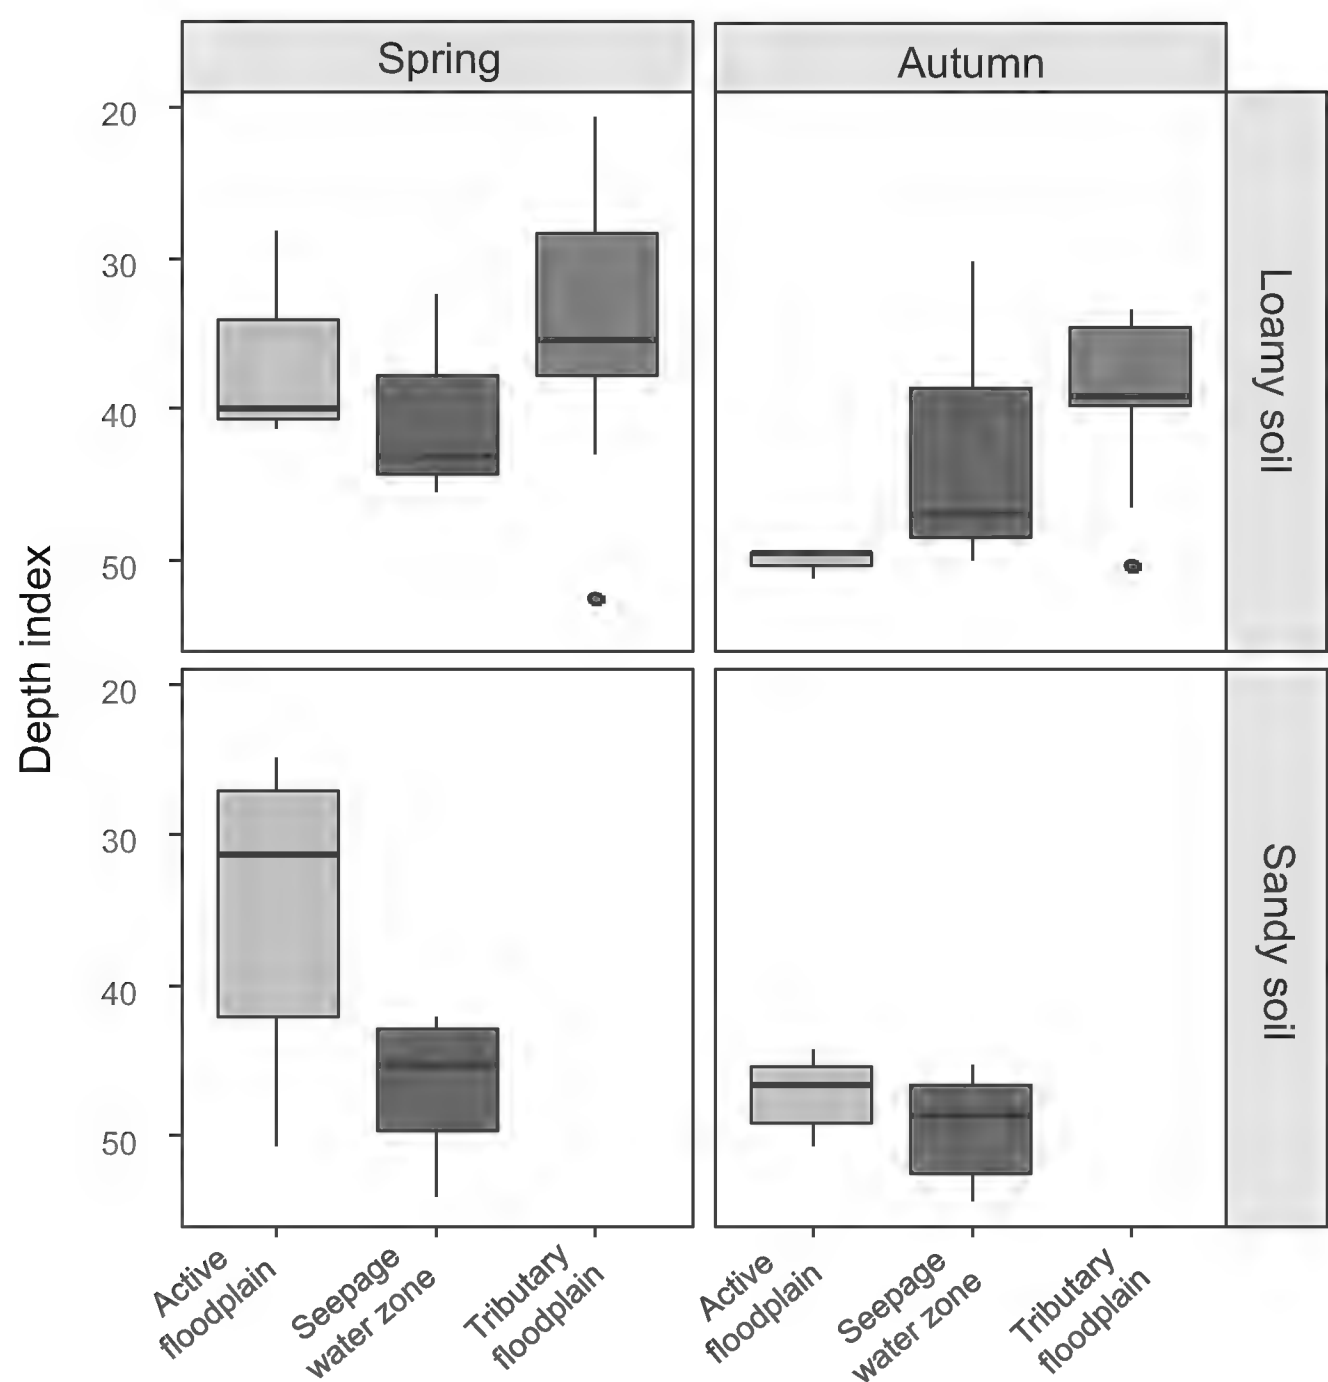 Spring
Autumn
20
30
40
50
Loamy soil
Depth index
20
30
40
50
Sandy soil
Active
floodplain
Seepage
water zone
Tributary
floodplain
Active
floodplain
Seepage
water zone
Tributary
floodplain